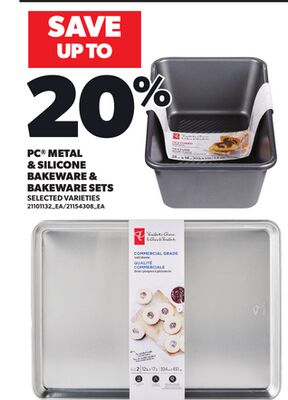 SAVE
UP TO
20%
PC® METAL
& SILICONE
BAKEWARE &
BAKEWARE SETS
SELECTED VARIETIES
21101132_EA/21154308_EA
COMMERCIAL GRADE
QUALITÉ
COMMERCIALE